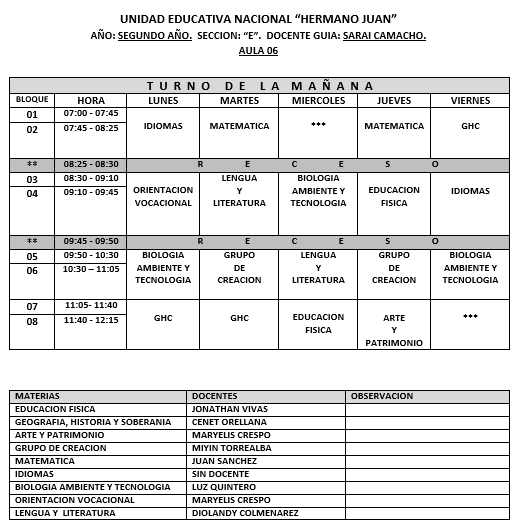 UNIDAD EDUCATIVA NACIONAL “HERMANO JUAN”
AÑO: SEGUNDO AÑO. SECCION: “E”. DOCENTE GUIA: SARAI CAMACHO.
AULA 06
TURNO DE LA MAÑANA
BLOQUE HORA LUNES MARTES MIERCOLES JUEVES VIERNES
01 07:00 - 07:45
02 07:45 - 08:25 IDIOMAS MATEMATICA *** MATEMATICA GHC
** 08:25 - 08:30 R E C E S O
03 08:30 - 09:10 LENGUA BIOLOGIA
04 09:10 - 09:45 ORIENTACION Y AMBIENTE Y EDUCACION IDIOMAS
VOCACIONAL LITERATURA TECNOLOGIA FISICA
** 09:45 - 09:50 R E C E S O
05 09:50 - 10:30 BIOLOGIA GRUPO LENGUA GRUPO BIOLOGIA
06 10:30 – 11:05 AMBIENTE Y DE Y DE AMBIENTE Y
TECNOLOGIA CREACION LITERATURA CREACION TECNOLOGIA
07 11:05- 11:40
08 11:40 - 12:15 GHC GHC EDUCACION ARTE ***
FISICA Y
PATRIMONIO
MATERIAS DOCENTES OBSERVACION
EDUCACION FISICA JONATHAN VIVAS
GEOGRAFIA, HISTORIA Y SOBERANIA CENET ORELLANA
ARTE Y PATRIMONIO MARYELIS CRESPO
GRUPO DE CREACION MIYIN TORREALBA
MATEMATICA JUAN SANCHEZ
IDIOMAS SIN DOCENTE
BIOLOGIA AMBIENTE Y TECNOLOGIA LUZ QUINTERO
ORIENTACION VOCACIONAL MARYELIS CRESPO
LENGUA Y LITERATURA DIOLANDY COLMENAREZ